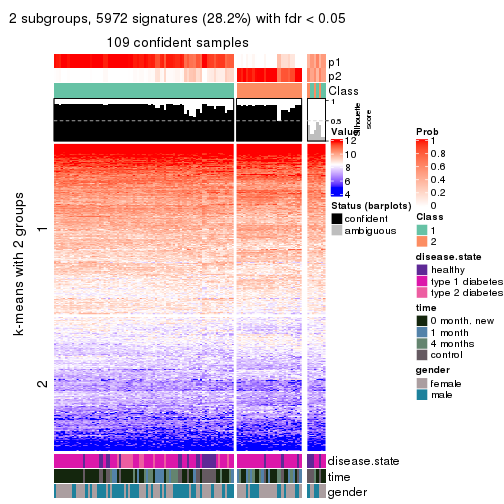 2 subgroups, 5972 signatures (28.2%) with fdr < 0.05
109 confident samples
p1
p2
Class
1
0.5
0
Silhouette
score
k-means with 2 groups
1
2
Value
12
10
8
6
4
Status (barplots)
confident
ambiguous
Prob
1
0.8
0.6
0.4
0.2
0
Class
1
2
disease.state
healthy
type 1 diabetes
type 2 diabetes
time
0 month. new
1 month
4 months
control
gender
female
male
disease.state
time
gender